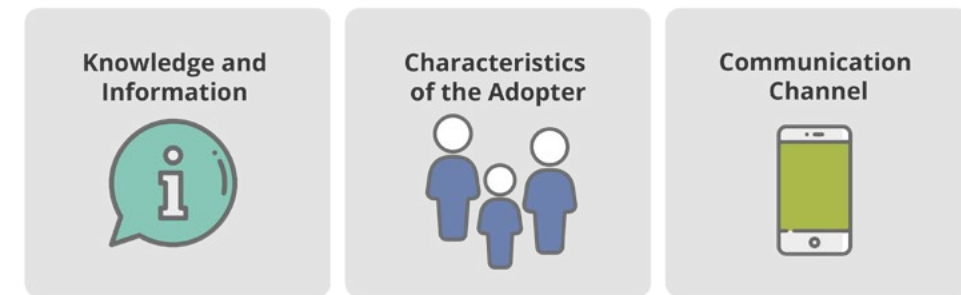 Knowledge and
Information
Characteristics
of the Adopter
Communication
Channel
i